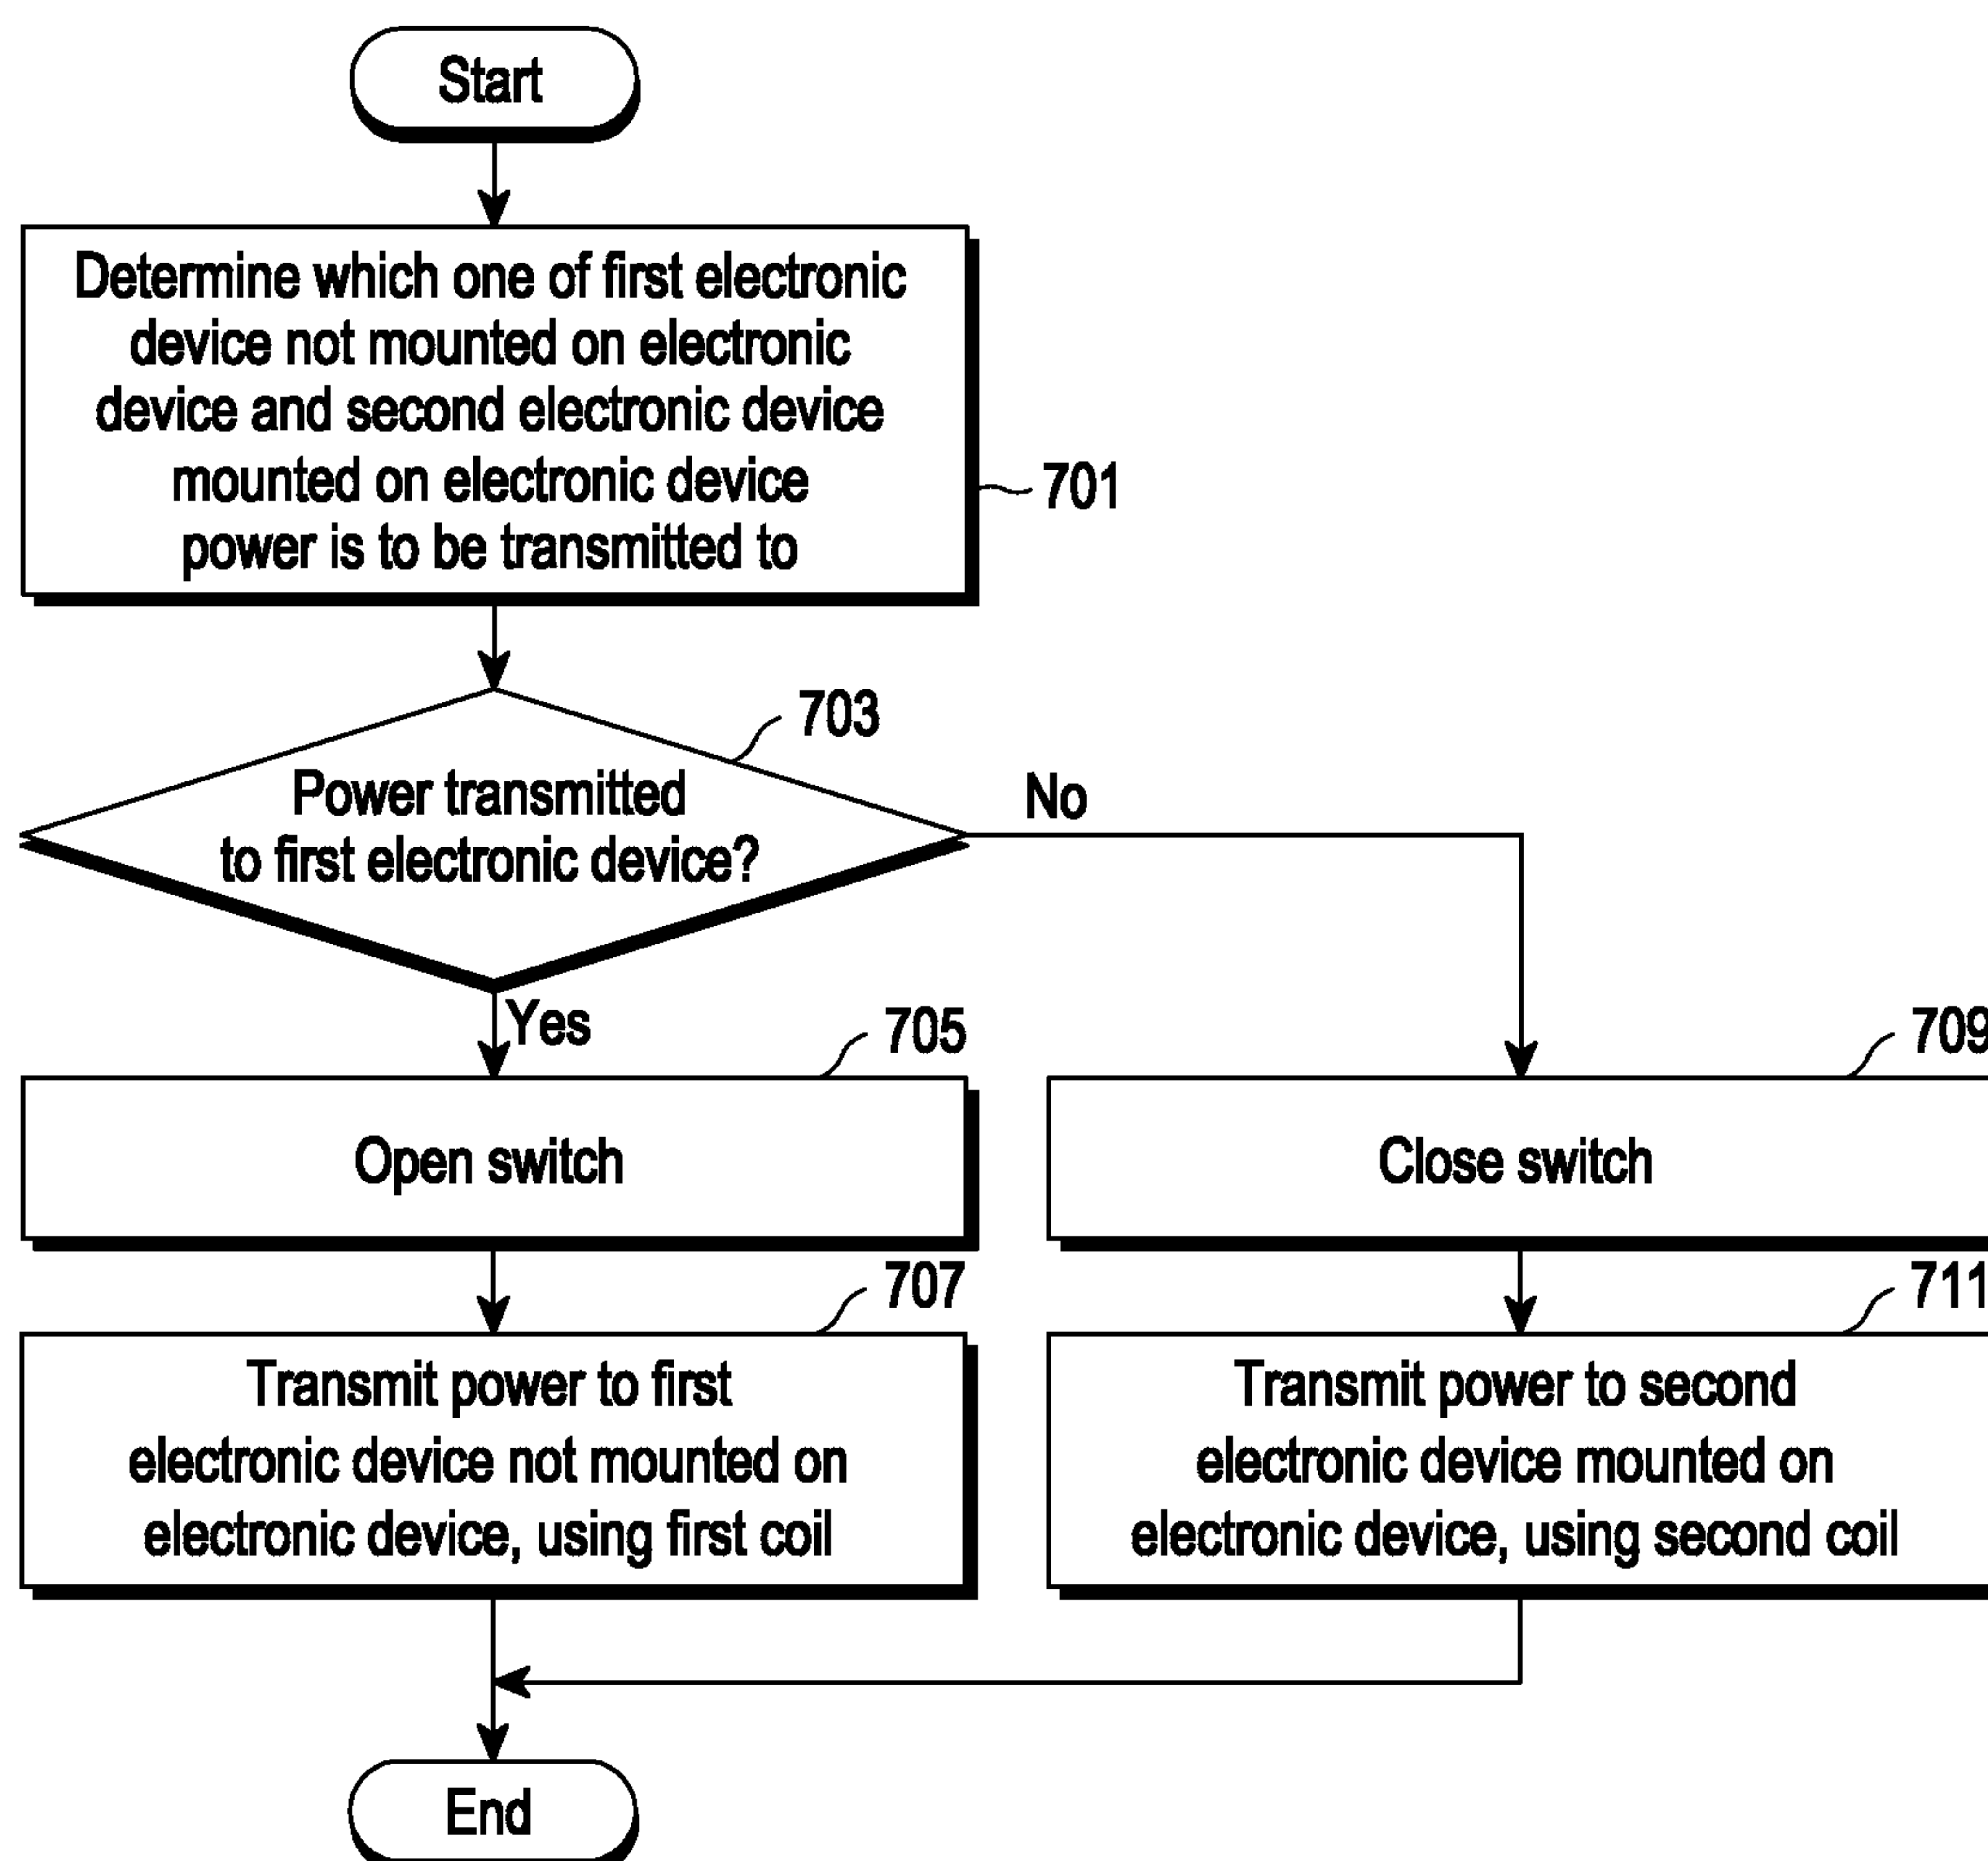 Start
Determine which one of first electronic
device not mounted on electronic
device and second electronic device
mounted on electronic device
power is to be transmitted to
701
703
Power transmitted
to first electronic device?
No
Yes
705
Open switch
709
Close switch
707
Transmit power to first
electronic device not mounted on
electronic device, using first coil
711
Transmit power to second
electronic device mounted on
electronic device, using second coil
End